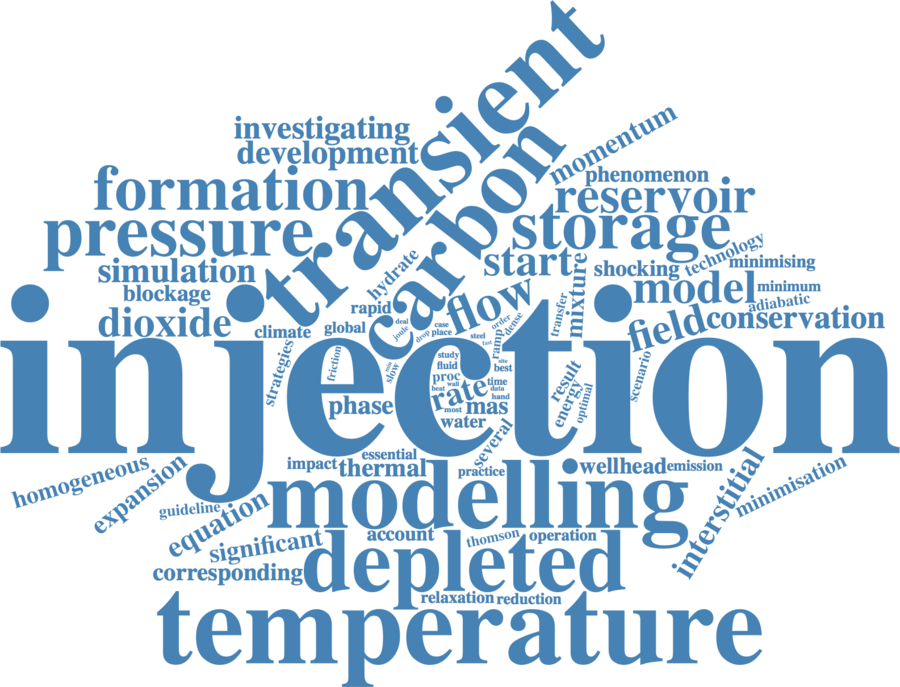 transient
carbon
momentum
investigating
development
phenomenon
formation
reservoir
pressure
storage
simulation
start
shocking
technology
minimising
blockage
hydrate
mixture
model
minimum
adiabatic
dioxide
rapid
flow
transfer
field
conservation
climate
global
deal
joule
drop
case
place
order
dense
ramp
steel
fast
injection
strategies
friction
slow
study
fluid
proc
wall
heat
site
best
time
data
hand
rate
most
mas
water
phase
result
energy
optimal
scenario
several
essential
impact
thermal
practice
wellhead
emission
homogeneous
expansion
guideline
modelling
interstitial
minimisation
equation
significant
account
thomson
operation
corresponding
depleted
relaxation
reduction
temperature